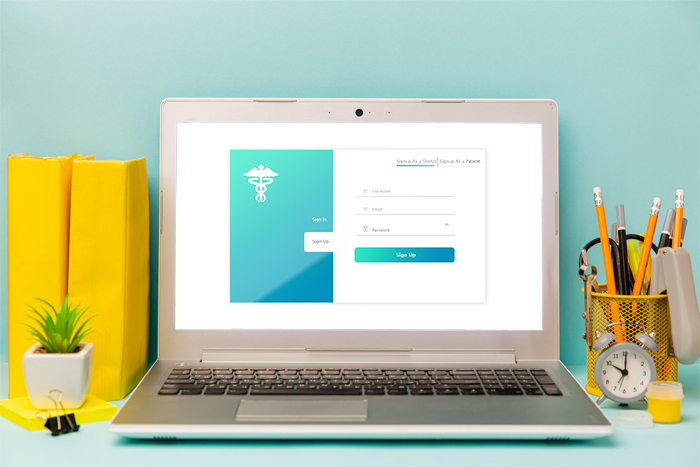 Signup As a Doctor Signup As a Patient
Username
Email
Sign In
Password
Sign Up
Sign Up